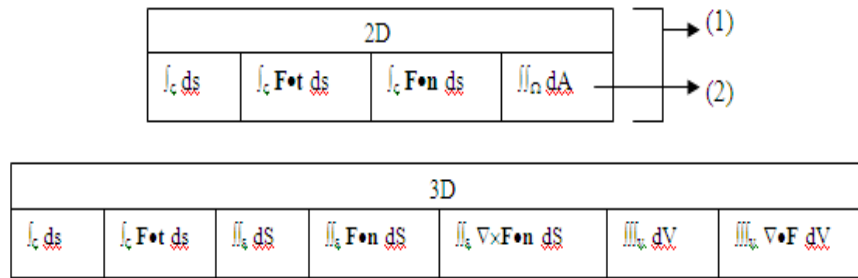 2D
(1)
∫c ds ∫c F•t ds ∫c F•n ds ∬Ω dA
(2)
3D
∫c ds ∫c F•t ds ∬s dS ∬s F•n dS ∬s ∇×F•n dS ∭v dV ∭v ∇•F dV